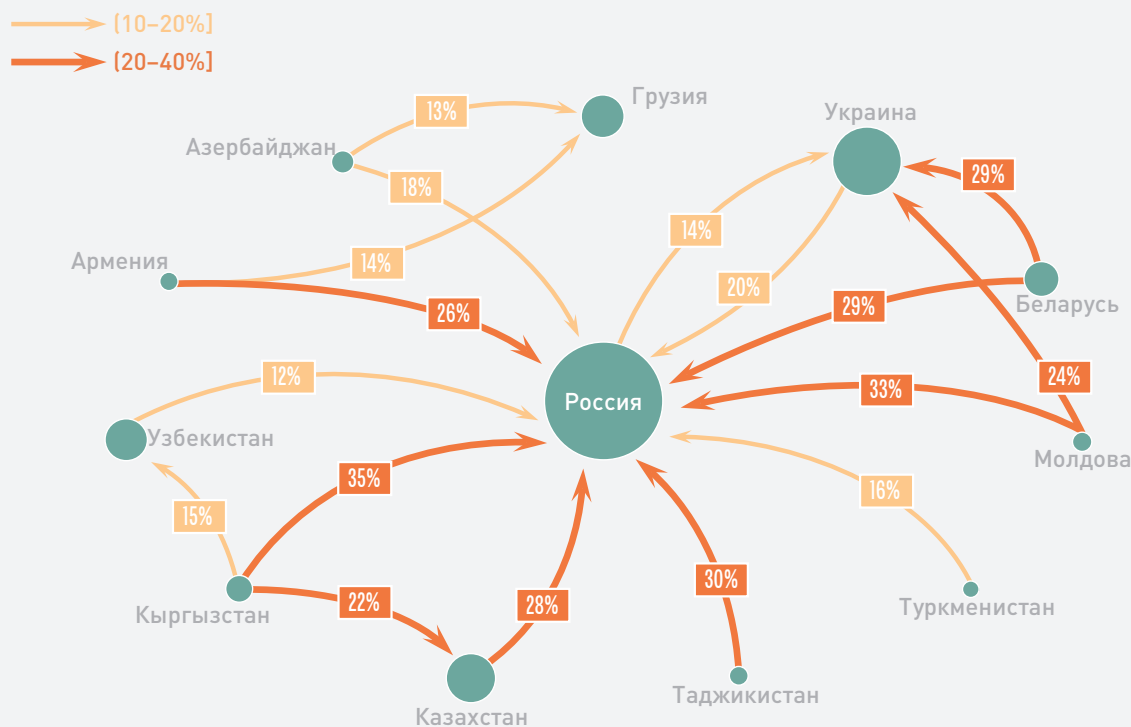 (10–20%]
(20–40%]
Грузия
13%
Украина
Азербайджан
29%
18%
14%
Армения
14%
20%
Беларусь
26%
29%
12%
24%
33%
Россия
Узбекистан
Молдова
35%
16%
15%
30%
22%
28%
Кыргызстан
Туркменистан
Таджикистан
Казахстан